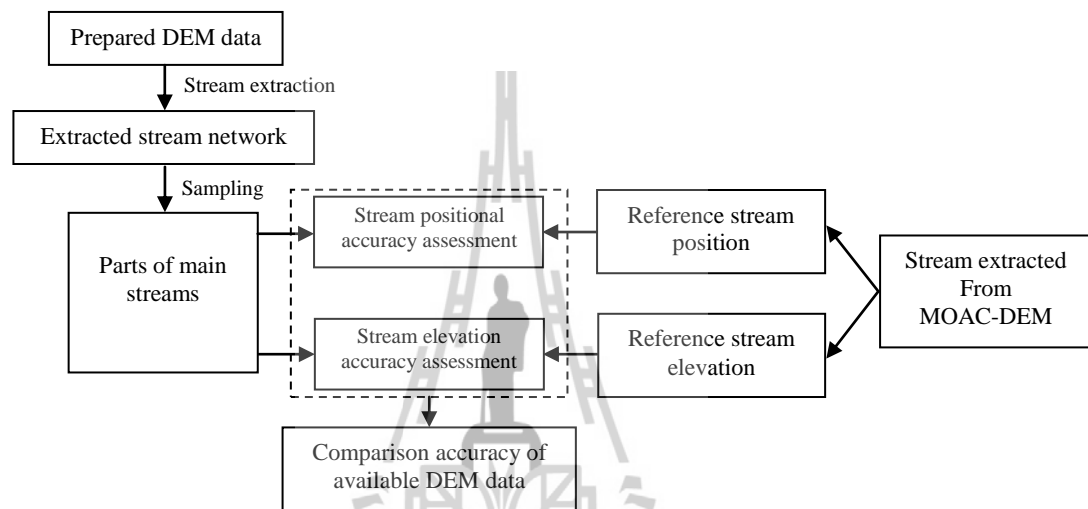 Prepared DEM data
Stream extraction
Extracted stream network
Sampling
Parts of main
streams
Stream positional
accuracy assessment
Stream elevation
accuracy assessment
Reference stream
position
Reference stream
elevation
Stream extracted
From
MOAC-DEM
Comparison accuracy of
available DEM data